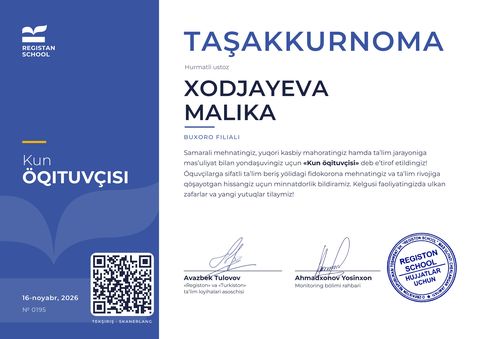 REGISTAN
SCHOOL
Kun
ÖQITUVÇISI
16-noyabr, 2026
№ 0195
TEKŞIRIŞ - SKANERLANG
TAŞAKKURNOMA
Hurmatli ustoz
XODJAYEVA
MALIKA
BUXORO FILIALI
Samarali mehnatingiz, yuqori kasbiy mahoratingiz hamda ta'lim jarayoniga
mas'uliyat bilan yondaşuvingiz uçun «Kun öqituvçisi» deb e'tirof etildingiz!
Öquvçilarga sifatli ta'lim beriş yölidagi fidokorona mehnatingiz va ta'lim rivojiga
qöşayotgan hissangiz uçun minnatdorlik bildiramiz. Kelgusi faoliyatingizda ulkan
zafarlar va yangi yutuqlar tilaymiz!
Avazbek Tulovov
«Registon» va «Turkiston»
ta'lim loyihalari asoschisi
Ahmadxonov Yosinxon
Monitoring bölimi rahbari
REGISTON
SCHOOL
HUJJATLAR
UCHUN